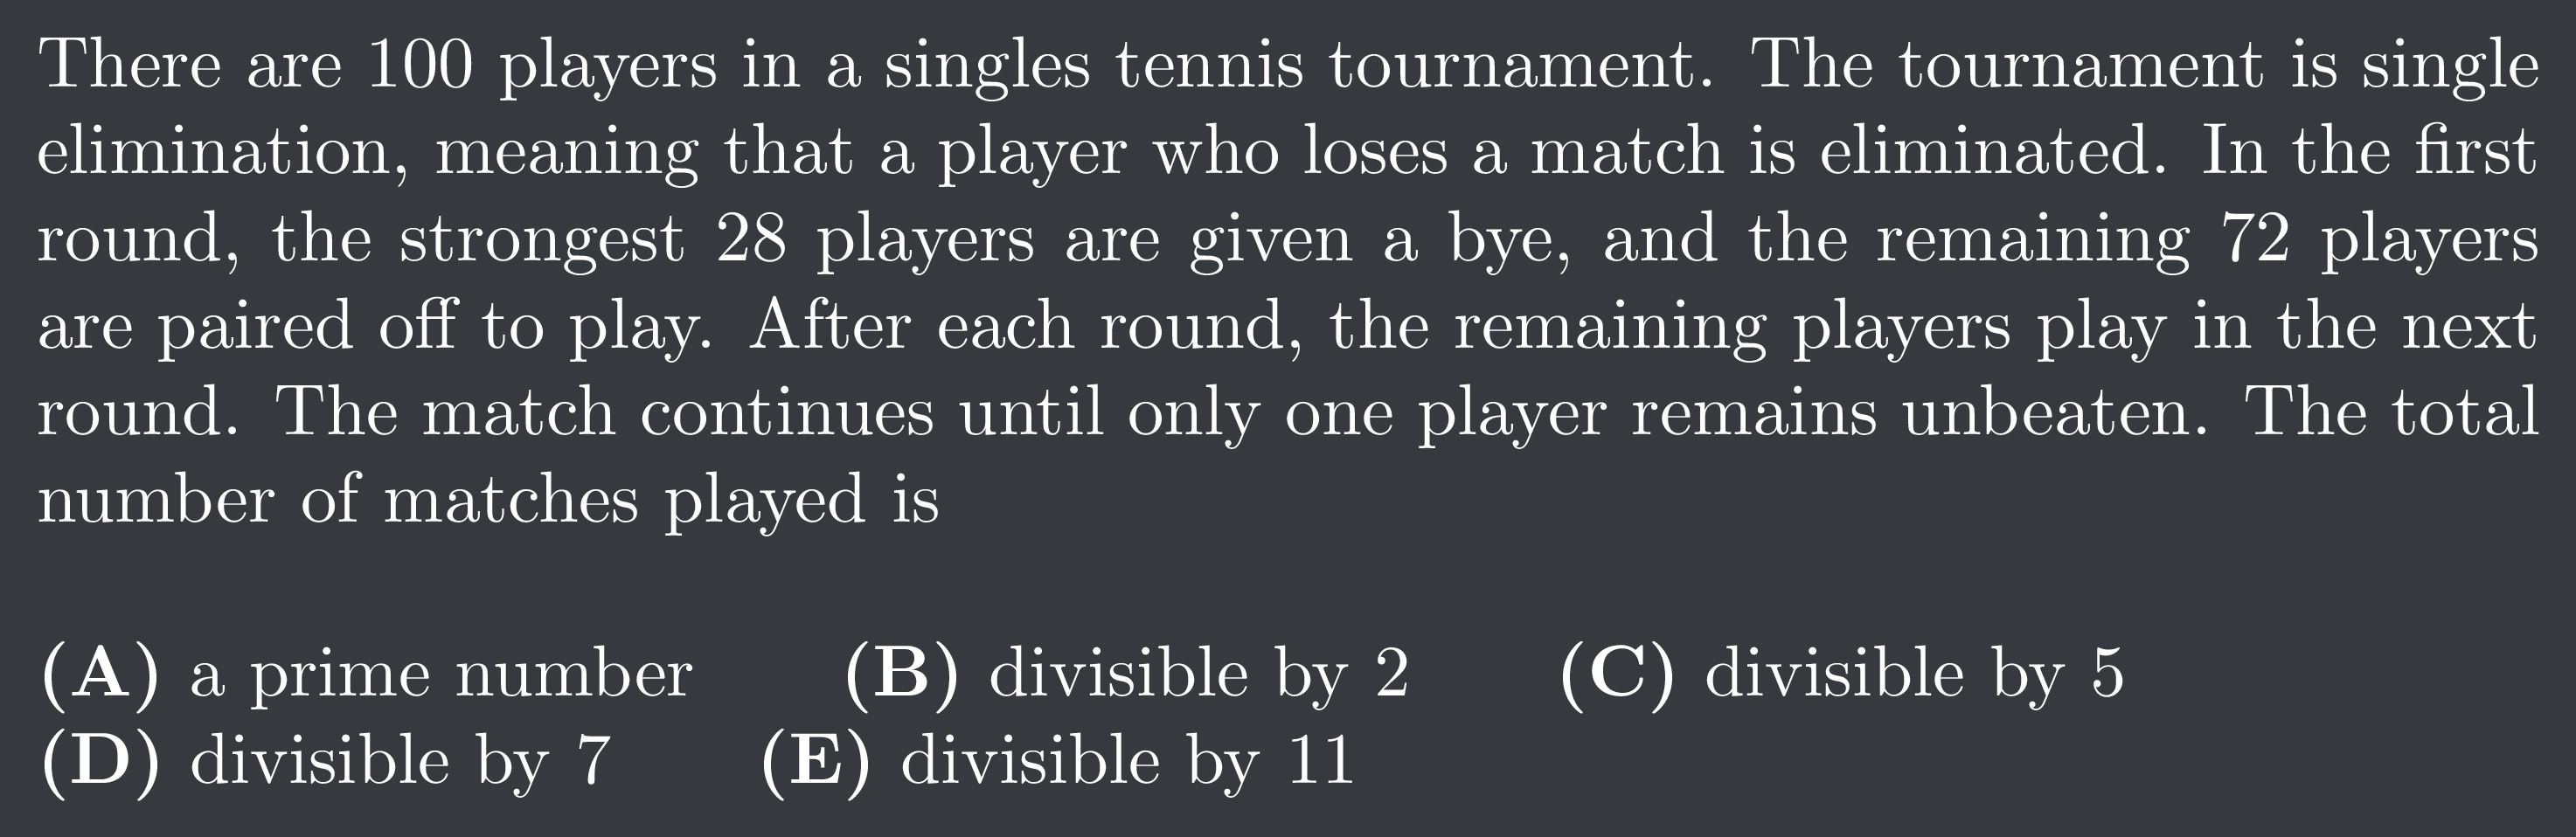 There are 100 players in a singles tennis tournament. The tournament is single
elimination, meaning that a player who loses a match is eliminated. In the first
round, the strongest 28 players are given a bye, and the remaining 72 players
are paired off to play. After each round, the remaining players play in the next
round. The match continues until only one player remains unbeaten. The total
number of matches played is
(A) a prime number (B) divisible by 2 (C) divisible by 5
(D) divisible by 7 (E) divisible by 11